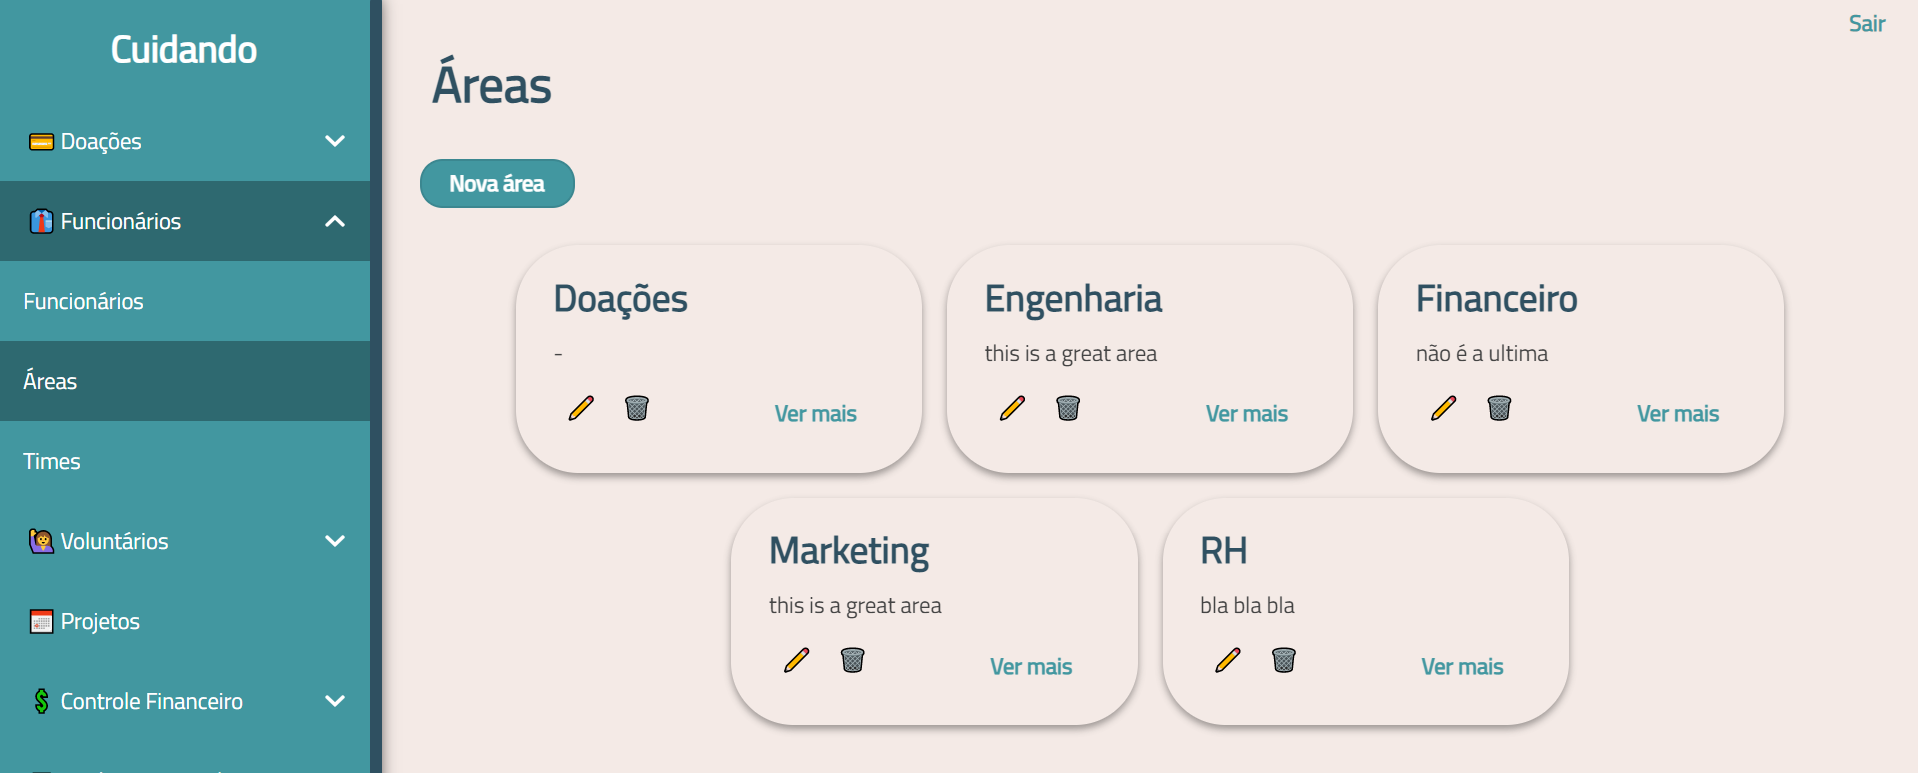 Cuidando
Doações
Funcionários
Funcionários
Áreas
Times
Voluntários
Projetos
Controle Financeiro
Sair
Áreas
Nova área
Doações
-
Ver mais
Engenharia
this is a great area
Ver mais
Financeiro
não é a ultima
Ver mais
Marketing
this is a great area
Ver mais
RH
bla bla bla
Ver mais